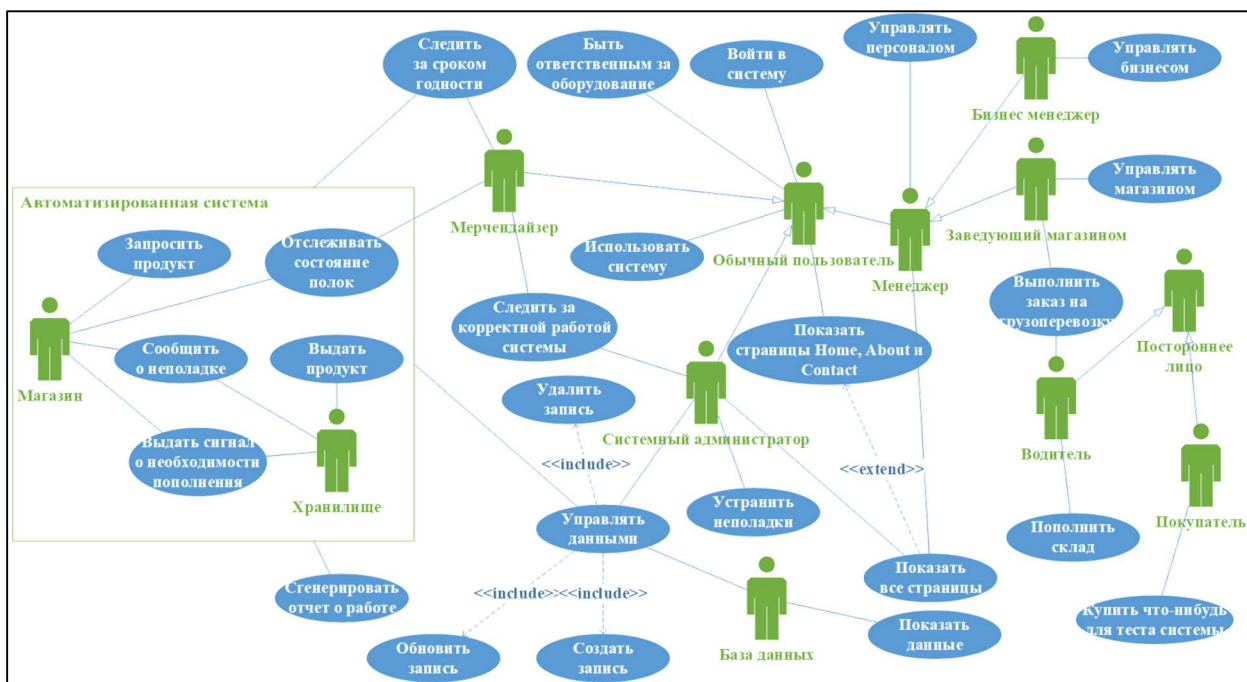 Следить
за сроком
годности
Быть
ответственным за
оборудование
Войти в
систему
Управлять
персоналом
Бизнес менеджер
Управлять
бизнесом
Мерчендайзер
Обычный пользователь
Менеджер
Заведующий магазином
Управлять
магазином
Автоматизированная система
Запросить
продукт
Отслеживать
состояние
полок
Использовать
систему
Выполнить
заказ на
грузоперевозку
Постороннее
лицо
Магазин
Сообщить
о неполадке
Выдать
продукт
Следить за
корректной работой
системы
Показать
страницы Home, About и
Contact
Удалить
запись
Системный администратор
Водитель
Выдать сигнал
о необходимости
пополнения
Хранилище
<<include>>
<<extend>>
Управлять
данными
Устранить
неполадки
Пополнить
склад
Покупатель
Сгенерировать
отчет о работе
<<include>>
<<include>>
Показать
все страницы
Купить что-нибудь
для теста системы
Обновить
запись
Создать
запись
База данных
Показать
данные